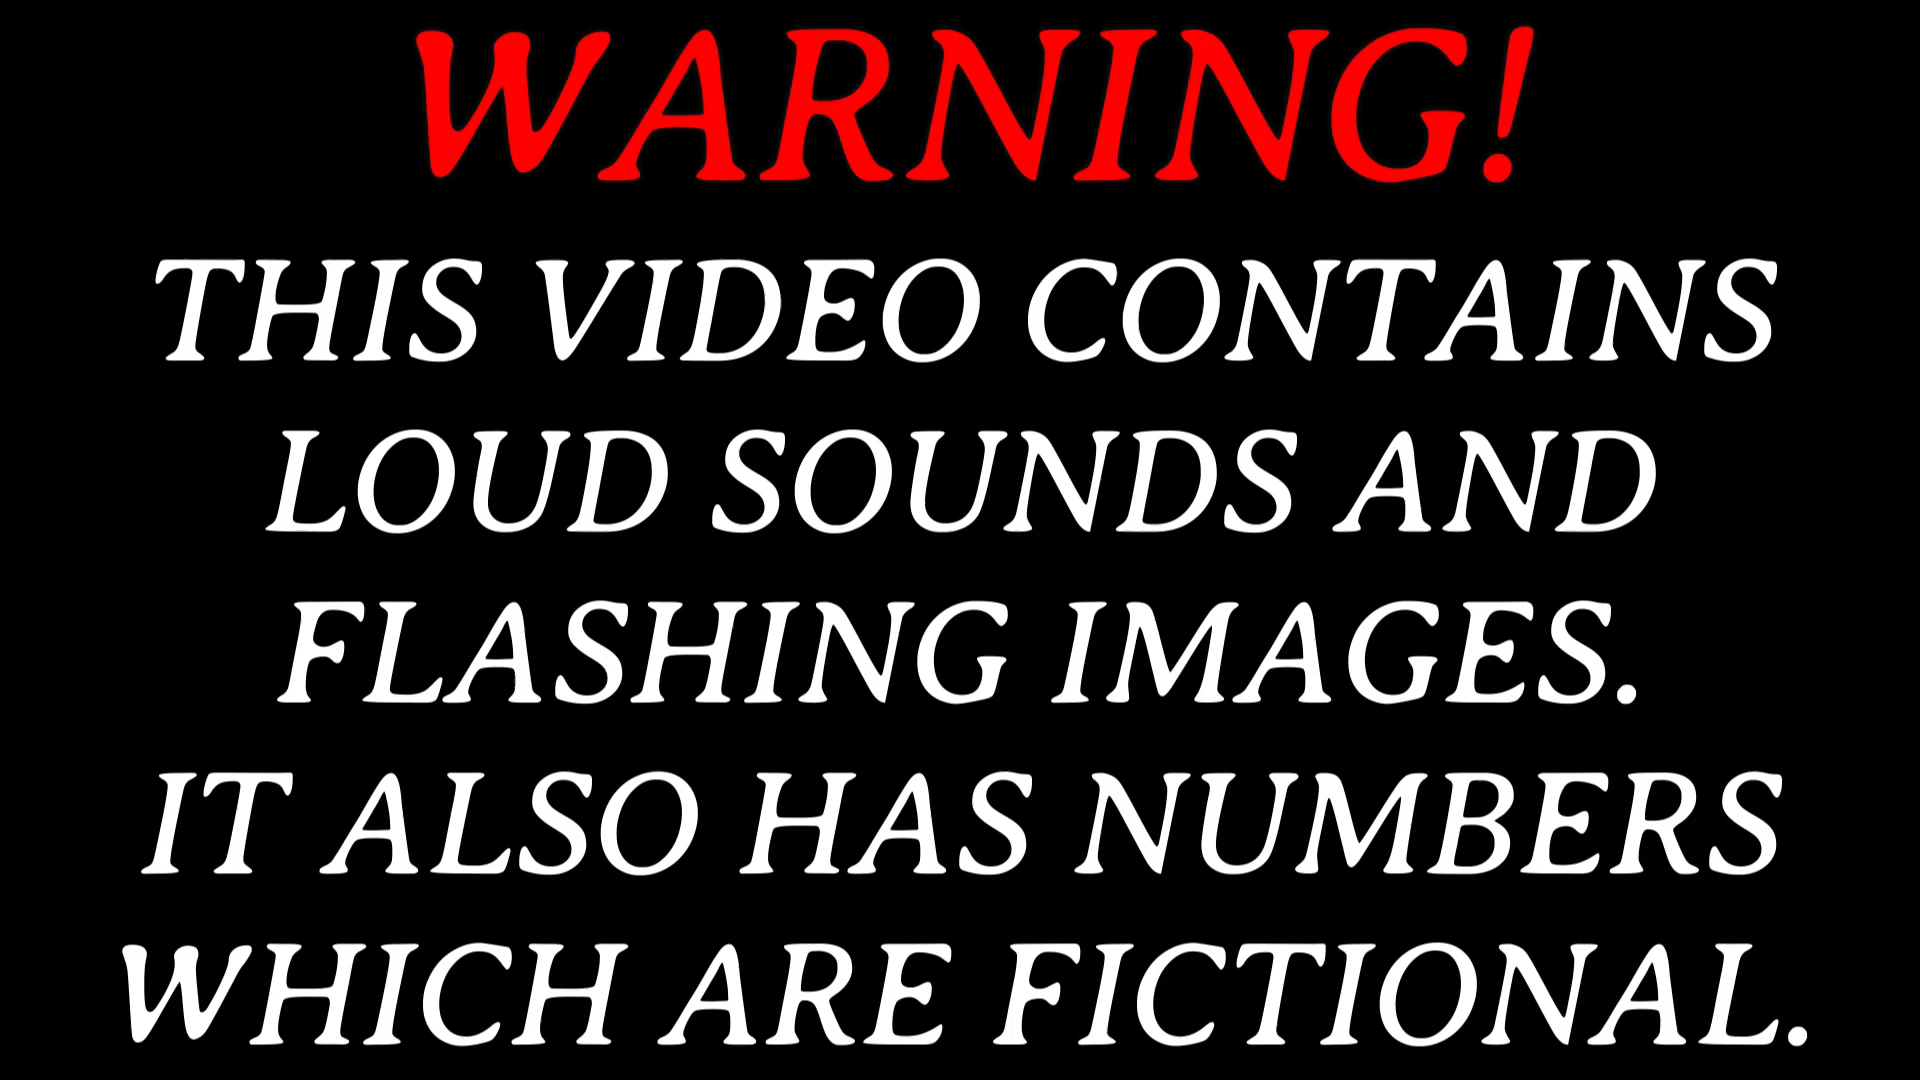 WARNING!
THIS VIDEO CONTAINS
LOUD SOUNDS AND
FLASHING IMAGES.
IT ALSO HAS NUMBERS
WHICH ARE FICTIONAL.